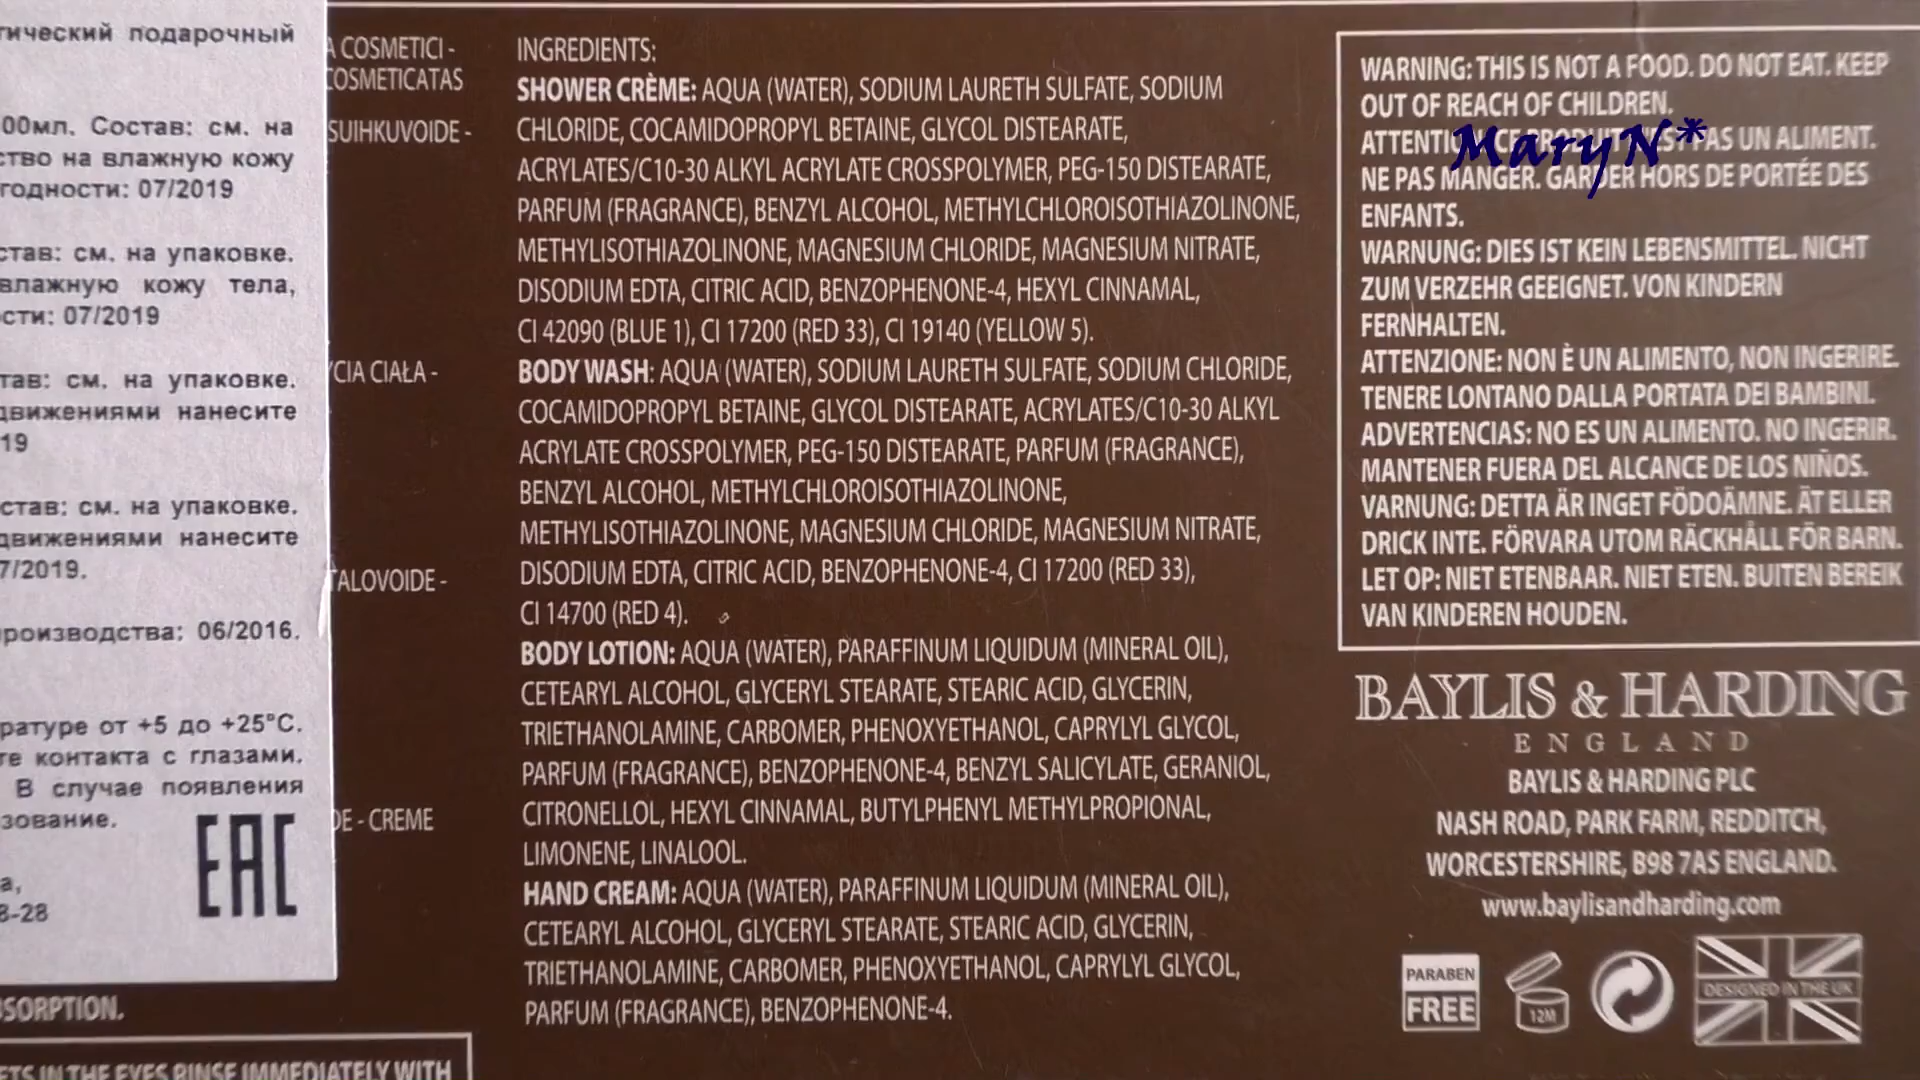 тический подарочный
00мл. Состав: см. на
ство на влажную кожу
годности: 07/2019
став: см. на упаковке.
влажную кожу тела,
сти: 07/2019
тав: см. на упаковке.
движениями нанесите
19
став: см. на упаковке.
движениями нанесите
7/2019.
производства: 06/2016.
ратуре от +5 до +25°C.
те контакта с глазами.
В случае появления
зование.
EAC
а,
8-28
A COSMETICI -
COSMETICATAS
SUIHKUVOIDE -
CIA CIAŁA -
TALOVOIDE -
DE - CREME
BSORPTION.
ETS IN THE EYES RINSE IMMEDIATELY WITH
INGREDIENTS:
SHOWER CRÈME: AQUA (WATER), SODIUM LAURETH SULFATE, SODIUM
CHLORIDE, COCAMIDOPROPYL BETAINE, GLYCOL DISTEARATE,
ACRYLATES/C10-30 ALKYL ACRYLATE CROSSPOLYMER, PEG-150 DISTEARATE,
PARFUM (FRAGRANCE), BENZYL ALCOHOL, METHYLCHLOROISOTHIAZOLINONE,
METHYLISOTHIAZOLINONE, MAGNESIUM CHLORIDE, MAGNESIUM NITRATE,
DISODIUM EDTA, CITRIC ACID, BENZOPHENONE-4, HEXYL CINNAMAL,
CI 42090 (BLUE 1), CI 17200 (RED 33), CI 19140 (YELLOW 5).
BODY WASH: AQUA (WATER), SODIUM LAURETH SULFATE, SODIUM CHLORIDE,
COCAMIDOPROPYL BETAINE, GLYCOL DISTEARATE, ACRYLATES/C10-30 ALKYL
ACRYLATE CROSSPOLYMER, PEG-150 DISTEARATE, PARFUM (FRAGRANCE),
BENZYL ALCOHOL, METHYLCHLOROISOTHIAZOLINONE,
METHYLISOTHIAZOLINONE, MAGNESIUM CHLORIDE, MAGNESIUM NITRATE,
DISODIUM EDTA, CITRIC ACID, BENZOPHENONE-4, CI 17200 (RED 33),
CI 14700 (RED 4).
BODY LOTION: AQUA (WATER), PARAFFINUM LIQUIDUM (MINERAL OIL),
CETEARYL ALCOHOL, GLYCERYL STEARATE, STEARIC ACID, GLYCERIN,
TRIETHANOLAMINE, CARBOMER, PHENOXYETHANOL, CAPRYLYL GLYCOL,
PARFUM (FRAGRANCE), BENZOPHENONE-4, BENZYL SALICYLATE, GERANIOL,
CITRONELLOL, HEXYL CINNAMAL, BUTYLPHENYL METHYLPROPIONAL,
LIMONENE, LINALOOL.
HAND CREAM: AQUA (WATER), PARAFFINUM LIQUIDUM (MINERAL OIL),
CETEARYL ALCOHOL, GLYCERYL STEARATE, STEARIC ACID, GLYCERIN,
TRIETHANOLAMINE, CARBOMER, PHENOXYETHANOL, CAPRYLYL GLYCOL,
PARFUM (FRAGRANCE), BENZOPHENONE-4.
WARNING: THIS IS NOT A FOOD. DO NOT EAT. KEEP
OUT OF REACH OF CHILDREN.
MaryN*
UN ALIMENT.
NE PAS MANGER. GARDER HORS DE PORTÉE DES
ENFANTS.
WARNUNG: DIES IST KEIN LEBENSMITTEL. NICHT
ZUM VERZEHR GEEIGNET. VON KINDERN
FERNHALTEN.
ATTENZIONE: NON È UN ALIMENTO, NON INGERIRE.
TENERE LONTANO DALLA PORTATA DEI BAMBINI.
ADVERTENCIAS: NO ES UN ALIMENTO. NO INGERIR.
MANTENER FUERA DEL ALCANCE DE LOS NIÑOS.
VARNUNG: DETTA ÄR INGET FÖDOÄMNE. ÄT ELLER
DRICK INTE. FÖRVARA UTOM RÄCKHÅLL FÖR BARN.
LET OP: NIET ETENBAAR. NIET ETEN. BUITEN BEREIK
VAN KINDEREN HOUDEN.
BAYLIS & HARDING
ENGLAND
BAYLIS & HARDING PLC
NASH ROAD, PARK FARM, REDDITCH,
WORCESTERSHIRE, B98 7AS ENGLAND.
www.baylisandharding.com
PARABEN
FREE
12M
DESIGNED IN THE UK